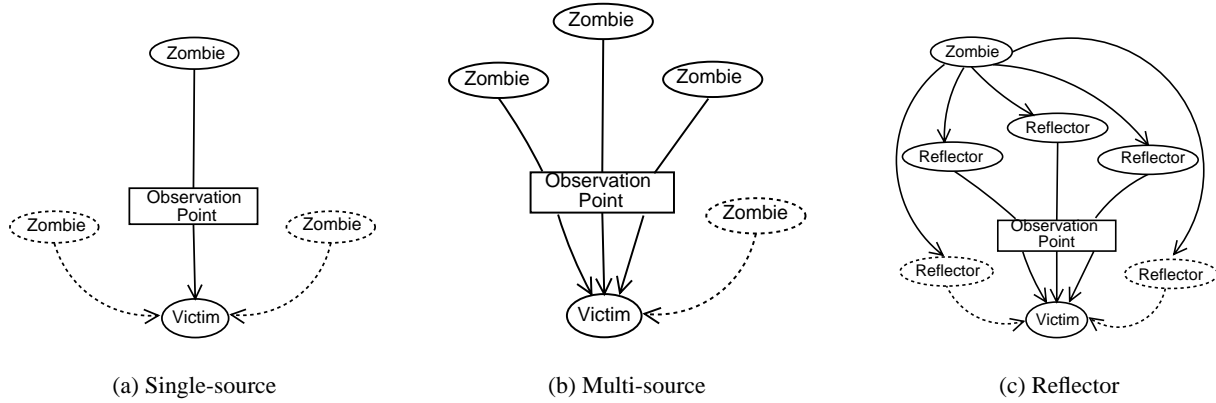 Zombie
Observation
Point
Zombie
Zombie
Victim
(a) Single-source
Zombie
Zombie
Zombie
Observation
Point
Zombie
Victim
(b) Multi-source
Zombie
Reflector
Reflector
Reflector
Observation
Point
Reflector
Reflector
Victim
(c) Reflector